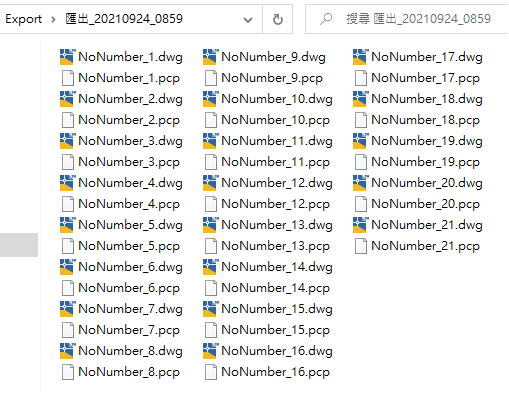 Export › 匯出_20210924_0859
搜尋 匯出_20210924_0859
NoNumber_1.dwg
NoNumber_1.pcp
NoNumber_2.dwg
NoNumber_2.pcp
NoNumber_3.dwg
NoNumber_3.pcp
NoNumber_4.dwg
NoNumber_4.pcp
NoNumber_5.dwg
NoNumber_5.pcp
NoNumber_6.dwg
NoNumber_6.pcp
NoNumber_7.dwg
NoNumber_7.pcp
NoNumber_8.dwg
NoNumber_8.pcp
NoNumber_9.dwg
NoNumber_9.pcp
NoNumber_10.dwg
NoNumber_10.pcp
NoNumber_11.dwg
NoNumber_11.pcp
NoNumber_12.dwg
NoNumber_12.pcp
NoNumber_13.dwg
NoNumber_13.pcp
NoNumber_14.dwg
NoNumber_14.pcp
NoNumber_15.dwg
NoNumber_15.pcp
NoNumber_16.dwg
NoNumber_16.pcp
NoNumber_17.dwg
NoNumber_17.pcp
NoNumber_18.dwg
NoNumber_18.pcp
NoNumber_19.dwg
NoNumber_19.pcp
NoNumber_20.dwg
NoNumber_20.pcp
NoNumber_21.dwg
NoNumber_21.pcp